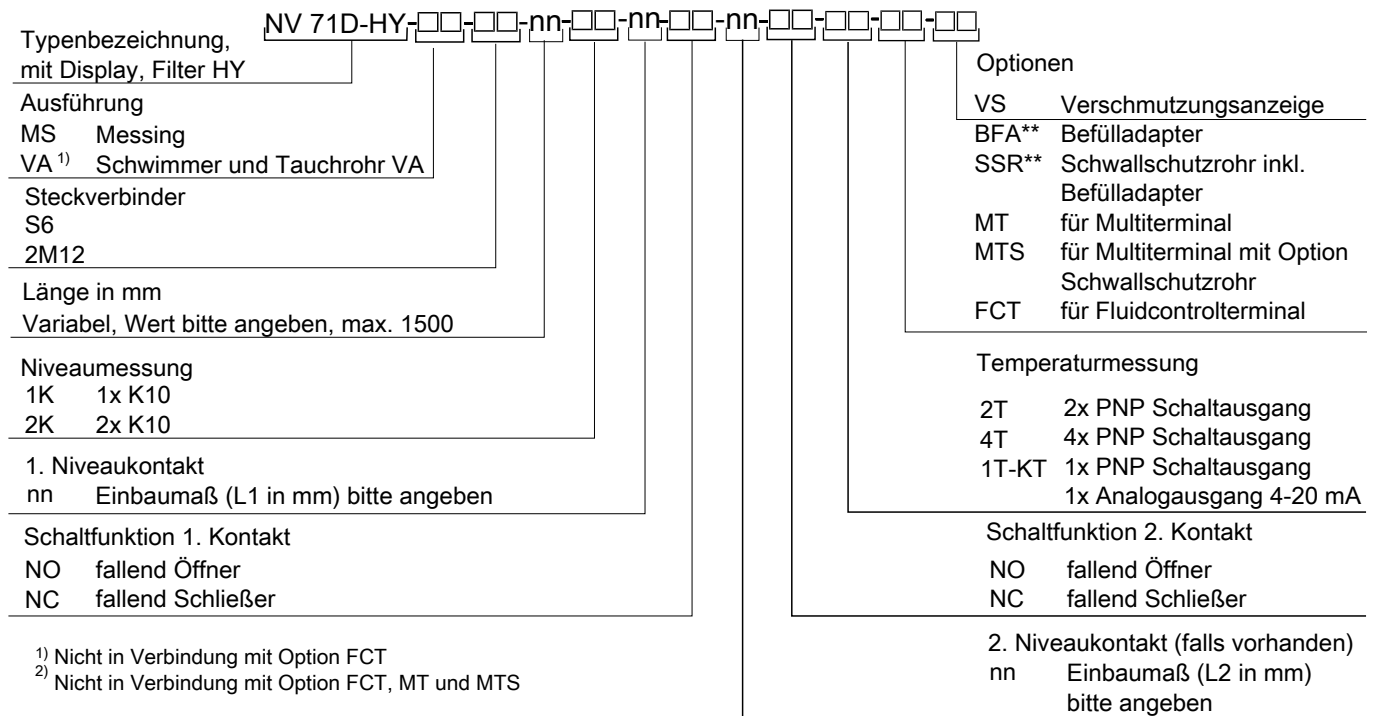 NV 71D-HY-□□-□□-nn-□□-nn-□□-nn-□□-□□-□□-□□
Typenbezeichnung,
mit Display, Filter HY
Ausführung
MS Messing
VA 1) Schwimmer und Tauchrohr VA
Steckverbinder
S6
2M12
Länge in mm
Variabel, Wert bitte angeben, max. 1500
Niveaumessung
1K 1x K10
2K 2x K10
1. Niveaukontakt
nn Einbaumaß (L1 in mm) bitte angeben
Schaltfunktion 1. Kontakt
NO fallend Öffner
NC fallend Schließer
1) Nicht in Verbindung mit Option FCT
2) Nicht in Verbindung mit Option FCT, MT und MTS
Optionen
VS Verschmutzungsanzeige
BFA** Befülladapter
SSR** Schwallschutzrohr inkl.
Befülladapter
MT für Multiterminal
MTS für Multiterminal mit Option
Schwallschutzrohr
FCT für Fluidcontrolterminal
Temperaturmessung
2T 2x PNP Schaltausgang
4T 4x PNP Schaltausgang
1T-KT 1x PNP Schaltausgang
1x Analogausgang 4-20 mA
Schaltfunktion 2. Kontakt
NO fallend Öffner
NC fallend Schließer
2. Niveaukontakt (falls vorhanden)
nn Einbaumaß (L2 in mm)
bitte angeben